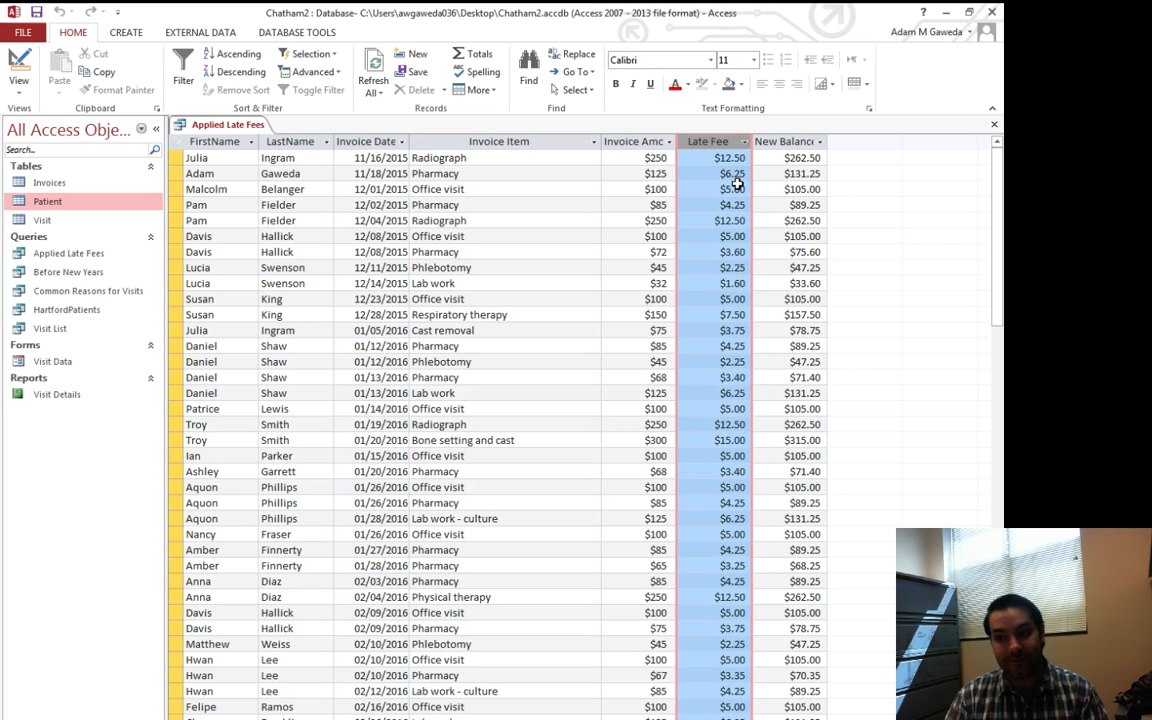 Chatham2 : Database- C:\Users\awgaweda036\Desktop\Chatham2.accdb (Access 2007 - 2013 file format) - Access
FILE HOME CREATE EXTERNAL DATA DATABASE TOOLS Adam M Gaweda
View
Views
Paste
Cut
Copy
Format Painter
Clipboard
Filter
Ascending
Descending
Remove Sort
Selection
Advanced
Toggle Filter
Sort & Filter
Refresh All
New
Save
Delete
Totals
Spelling
More
Records
Find
Replace
Go To
Select
Find
Calibri 11
B I U A
Text Formatting
All Access Obje...
Search...
Tables
Invoices
Patient
Visit
Queries
Applied Late Fees
Before New Years
Common Reasons for Visits
HartfordPatients
Visit List
Forms
Visit Data
Reports
Visit Details
Applied Late Fees
FirstName LastName Invoice Date Invoice Item Invoice Amc Late Fee New Balanc
Julia Ingram 11/16/2015 Radiograph $250 $12.50 $262.50
Adam Gaweda 11/18/2015 Pharmacy $125 $6.25 $131.25
Malcolm Belanger 12/01/2015 Office visit $100 $105.00
Pam Fielder 12/02/2015 Pharmacy $85 $4.25 $89.25
Pam Fielder 12/04/2015 Radiograph $250 $12.50 $262.50
Davis Hallick 12/08/2015 Office visit $100 $5.00 $105.00
Davis Hallick 12/08/2015 Pharmacy $72 $3.60 $75.60
Lucia Swenson 12/11/2015 Phlebotomy $45 $2.25 $47.25
Lucia Swenson 12/14/2015 Lab work $32 $1.60 $33.60
Susan King 12/23/2015 Office visit $100 $5.00 $105.00
Susan King 12/28/2015 Respiratory therapy $150 $7.50 $157.50
Julia Ingram 01/05/2016 Cast removal $75 $3.75 $78.75
Daniel Shaw 01/12/2016 Pharmacy $85 $4.25 $89.25
Daniel Shaw 01/12/2016 Phlebotomy $45 $2.25 $47.25
Daniel Shaw 01/13/2016 Pharmacy $68 $3.40 $71.40
Daniel Shaw 01/13/2016 Lab work $125 $6.25 $131.25
Patrice Lewis 01/14/2016 Office visit $100 $5.00 $105.00
Troy Smith 01/19/2016 Radiograph $250 $12.50 $262.50
Troy Smith 01/20/2016 Bone setting and cast $300 $15.00 $315.00
Ian Parker 01/15/2016 Office visit $100 $5.00 $105.00
Ashley Garrett 01/20/2016 Pharmacy $68 $3.40 $71.40
Aquon Phillips 01/26/2016 Office visit $100 $5.00 $105.00
Aquon Phillips 01/26/2016 Pharmacy $85 $4.25 $89.25
Aquon Phillips 01/28/2016 Lab work - culture $125 $6.25 $131.25
Nancy Fraser 01/26/2016 Office visit $100 $5.00 $105.00
Amber Finnerty 01/27/2016 Pharmacy $85 $4.25 $89.25
Amber Finnerty 01/28/2016 Pharmacy $65 $3.25 $68.25
Anna Diaz 02/03/2016 Pharmacy $85 $4.25 $89.25
Anna Diaz 02/04/2016 Physical therapy $250 $12.50 $262.50
Davis Hallick 02/09/2016 Office visit $100 $5.00 $105.00
Davis Hallick 02/09/2016 Pharmacy $75 $3.75 $78.75
Matthew Weiss 02/10/2016 Phlebotomy $45 $2.25 $47.25
Hwan Lee 02/10/2016 Office visit $100 $5.00 $105.00
Hwan Lee 02/10/2016 Pharmacy $67 $3.35 $70.35
Hwan Lee 02/12/2016 Lab work - culture $85 $4.25 $89.25
Felipe Ramos 02/16/2016 Office visit $100 $5.00 $105.00